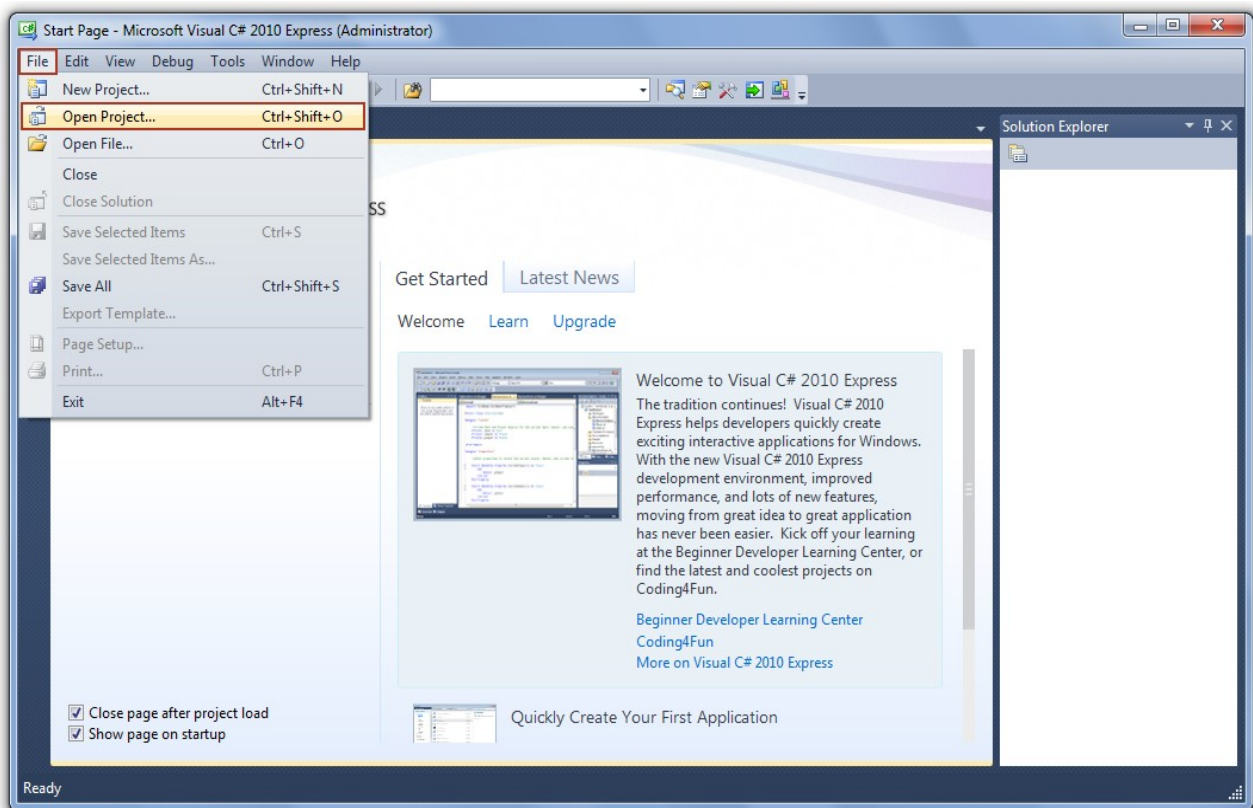 Start Page - Microsoft Visual C# 2010 Express (Administrator)
File Edit View Debug Tools Window Help
New Project... Ctrl+Shift+N
Open Project... Ctrl+Shift+O
Open File... Ctrl+O
Close
Close Solution
Save Selected Items Ctrl+S
Save Selected Items As...
Save All Ctrl+Shift+S
Export Template...
Page Setup...
Print... Ctrl+P
Exit Alt+F4
Solution Explorer
ss
Get Started Latest News
Welcome Learn Upgrade
Welcome to Visual C# 2010 Express
The tradition continues! Visual C# 2010
Express helps developers quickly create
exciting interactive applications for Windows.
With the new Visual C# 2010 Express
development environment, improved
performance, and lots of new features,
moving from great idea to great application
has never been easier. Kick off your learning
at the Beginner Developer Learning Center, or
find the latest and coolest projects on
Coding4Fun.
Beginner Developer Learning Center
Coding4Fun
More on Visual C# 2010 Express
Quickly Create Your First Application
Close page after project load
Show page on startup
Ready